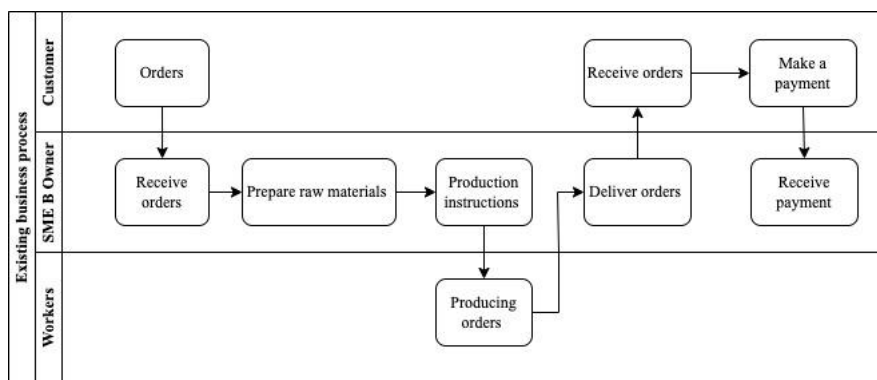 Existing business process
Customer
Orders
Receive orders
Make a
payment
SME B Owner
Receive
orders
Prepare raw materials
Production
instructions
Deliver orders
Receive
payment
Workers
Producing
orders